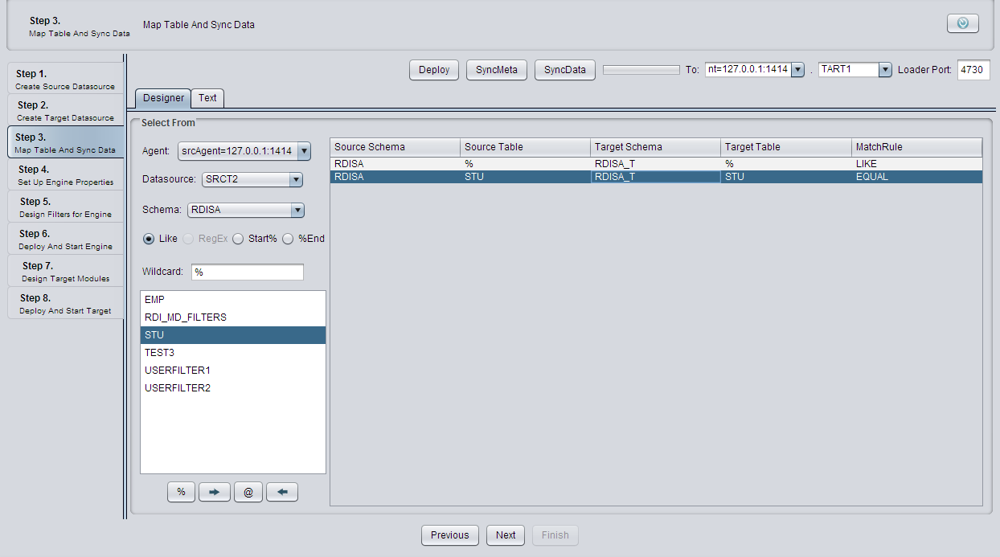 Step 3.
Map Table And Sync Data
Map Table And Sync Data
Step 1.
Create Source Datasource
Step 2.
Create Target Datasource
Step 3.
Map Table And Sync Data
Step 4.
Set Up Engine Properties
Step 5.
Design Filters for Engine
Step 6.
Deploy And Start Engine
Step 7.
Design Target Modules
Step 8.
Deploy And Start Target
Deploy SyncMeta SyncData To: nt=127.0.0.1:1414 . TART1 Loader Port: 4730
Designer Text
Select From
Agent: srcAgent=127.0.0.1:1414
Datasource: SRCT2
Schema: RDISA
Like RegEx Start% %End
Wildcard: %
EMP
RDI_MD_FILTERS
STU
TEST3
USERFILTER1
USERFILTER2
% @
Source Schema Source Table Target Schema Target Table MatchRule
RDISA % RDISA_T % LIKE
RDISA STU RDISA_T STU EQUAL
Previous Next Finish